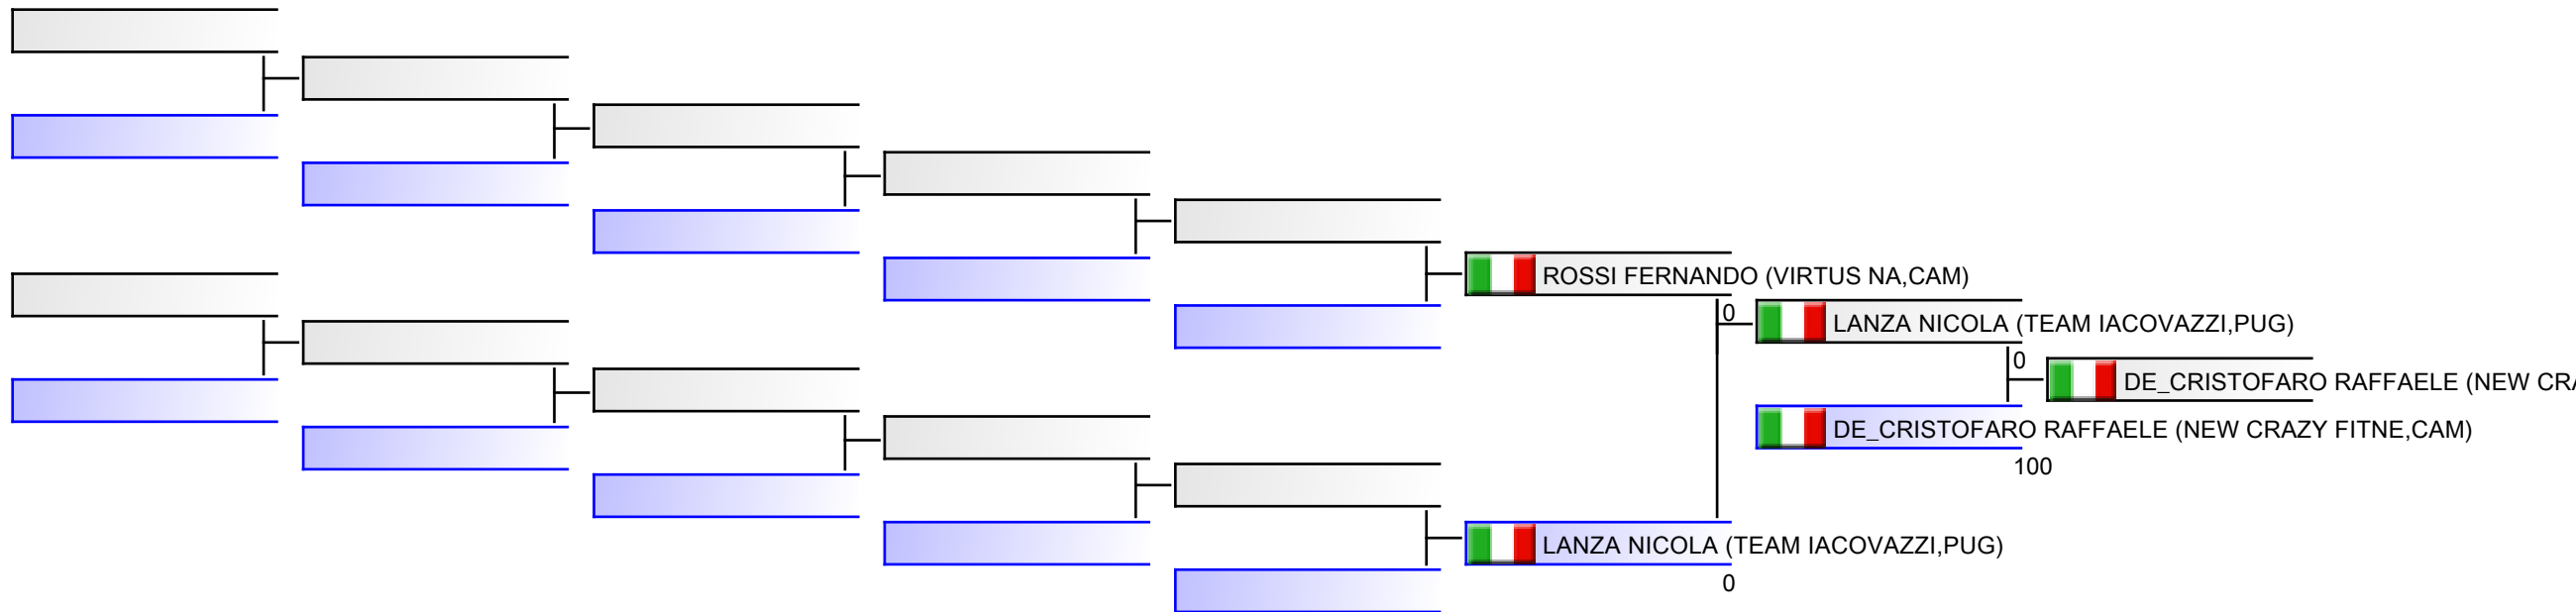 ROSSI FERNANDO (VIRTUS NA,CAM)
0
LANZA NICOLA (TEAM IACOVAZZI,PUG)
0
DE_CRISTOFARO RAFFAELE (NEW
DE_CRISTOFARO RAFFAELE (NEW CRAZY FITNE,CAM)
100
LANZA NICOLA (TEAM IACOVAZZI,PUG)
0